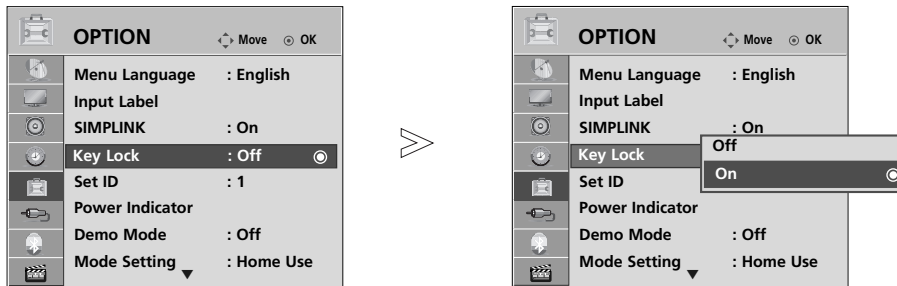 OPTION Move OK
Menu Language : English
Input Label
SIMPLINK : On
Key Lock : Off
Set ID : 1
Power Indicator
Demo Mode : Off
Mode Setting : Home Use
OPTION Move OK
Menu Language : English
Input Label
SIMPLINK : On
Key Lock
Off
On
Set ID
Power Indicator
Demo Mode : Off
Mode Setting : Home Use